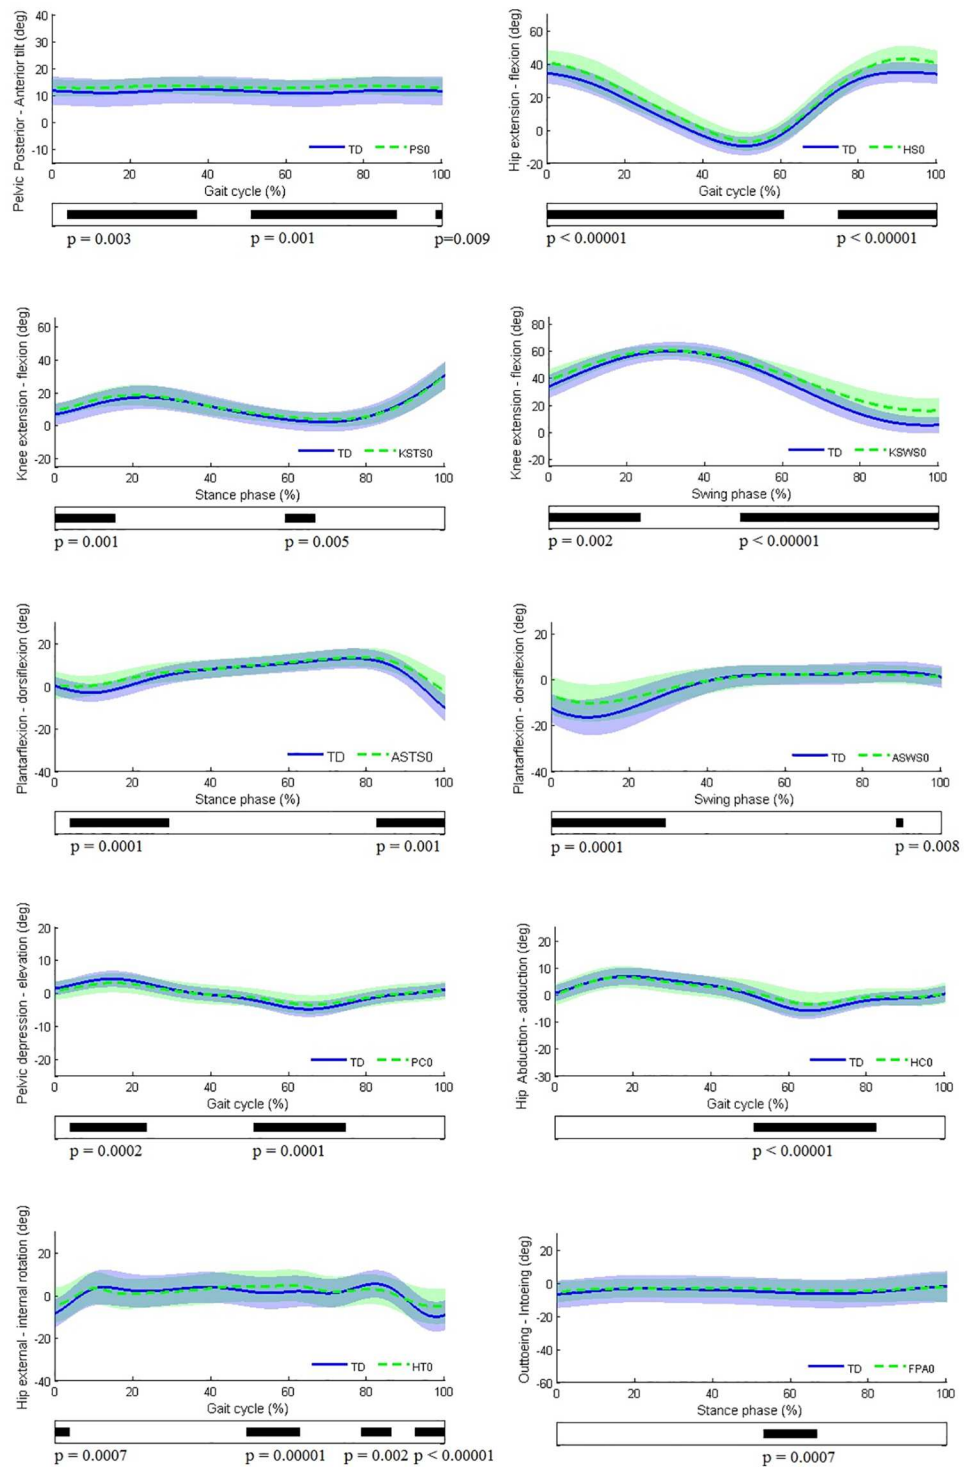 Pelvic Posterior - Anterior tilt (deg)
40
30
20
10
0
-10
TD PS0
0 20 40 60 80 100
Gait cycle (%)
p = 0.003 p = 0.001 p=0.009
Hip extension - flexion (deg)
60
40
20
0
-20
TD HS0
0 20 40 60 80 100
Gait cycle (%)
p < 0.00001 p < 0.00001
Knee extension - flexion (deg)
60
40
20
0
-20
TD KSTS0
0 20 40 60 80 100
Stance phase (%)
p = 0.001 p = 0.005
Knee extension - flexion (deg)
80
60
40
20
0
-20
TD KSWS0
0 20 40 60 80 100
Swing phase (%)
p = 0.002 p < 0.00001
Plantarflexion - dorsiflexion (deg)
20
0
-20
-40
TD ASTS0
0 20 40 60 80 100
Stance phase (%)
p = 0.0001 p = 0.001
Plantarflexion - dorsiflexion (deg)
20
0
-20
-40
TD ASWS0
0 20 40 60 80 100
Swing phase (%)
p = 0.0001 p = 0.008
Pelvic depression - elevation (deg)
20
10
0
-10
-20
TD PC0
0 20 40 60 80 100
Gait cycle (%)
p = 0.0002 p = 0.0001
Hip Abduction - adduction (deg)
20
10
0
-10
-20
-30
TD HC0
0 20 40 60 80 100
Gait cycle (%)
p < 0.00001
Hip external - internal rotation (deg)
20
0
-20
-40
TD HT0
0 20 40 60 80 100
Gait cycle (%)
p = 0.0007 p = 0.00001 p = 0.002 p < 0.00001
Outtoeing - Intoeing (deg)
20
0
-20
-40
-60
TD FPA0
0 20 40 60 80 100
Stance phase (%)
p = 0.0007